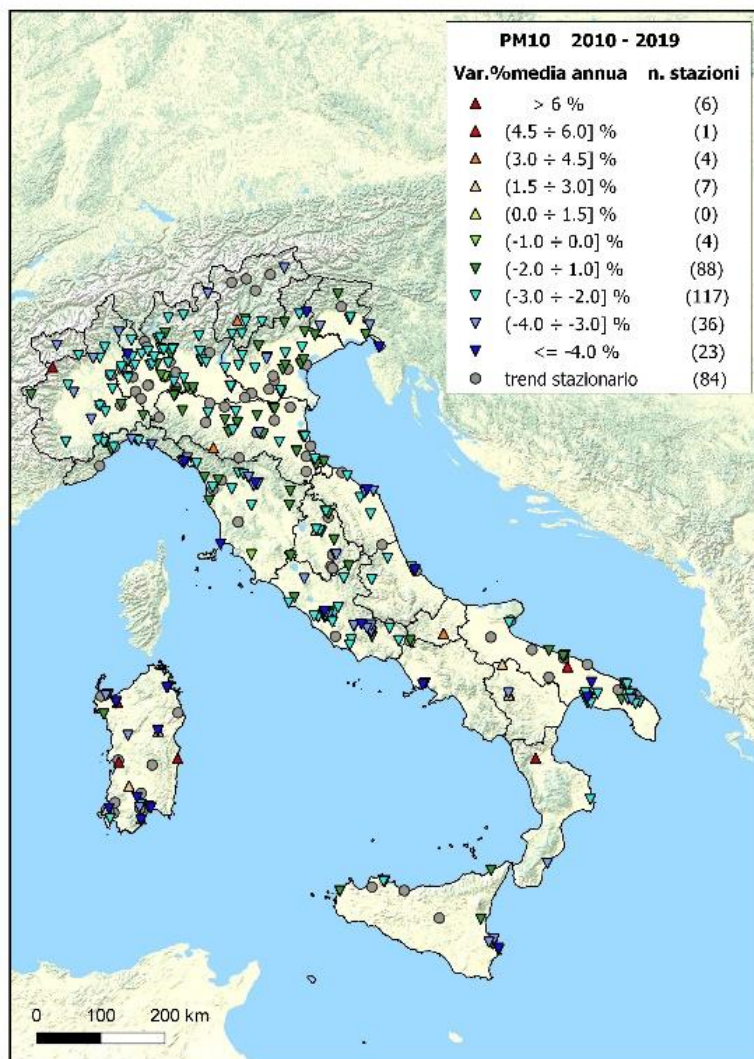 PM10 2010 - 2019
Var.%media annua n. stazioni
> 6 % (6)
(4.5 ÷ 6.0] % (1)
(3.0 ÷ 4.5] % (4)
(1.5 ÷ 3.0] % (7)
(0.0 ÷ 1.5] % (0)
(-1.0 ÷ 0.0] % (4)
(-2.0 ÷ 1.0] % (88)
(-3.0 ÷ -2.0] % (117)
(-4.0 ÷ -3.0] % (36)
<= -4.0 % (23)
trend stazionario (84)
0 100 200 km